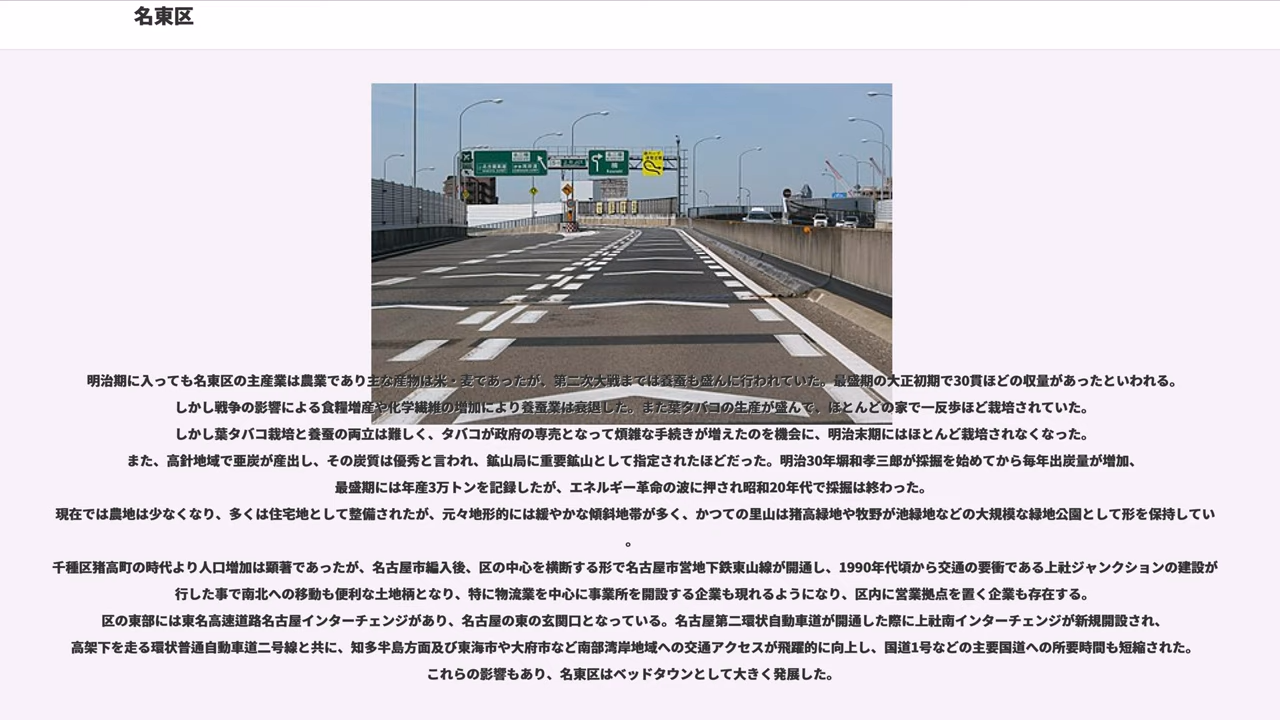 名東区
明治期に入っても名東区の主産業は農業であり主な産物は米・麦であったが、第二次大戦までは養蚕も盛んに行われていた。最盛期の大正初期で30貫ほどの収量があったといわれる。
しかし戦争の影響による食糧増産や化学繊維の増加により養蚕業は衰退した。また葉タバコの生産が盛んで、ほとんどの家で一反歩ほど栽培されていた。
しかし葉タバコ栽培と養蚕の両立は難しく、タバコが政府の専売となって煩雑な手続きが増えたのを機会に、明治末期にはほとんど栽培されなくなった。
また、高針地域で亜炭が産出し、その炭質は優秀と言われ、鉱山局に重要鉱山として指定されたほどだった。明治30年塀和孝三郎が採掘を始めてから毎年出炭量が増加、
最盛期には年産3万トンを記録したが、エネルギー革命の波に押され昭和20年代で採掘は終わった。
現在では農地は少なくなり、多くは住宅地として整備されたが、元々地形的には緩やかな傾斜地帯が多く、かつての里山は猪高緑地や牧野が池緑地などの大規模な緑地公園として形を保持してい
。
千種区猪高町の時代より人口増加は顕著であったが、名古屋市編入後、区の中心を横断する形で名古屋市営地下鉄東山線が開通し、1990年代頃から交通の要衝である上社ジャンクションの建設が
行した事で南北への移動も便利な土地柄となり、特に物流業を中心に事業所を開設する企業も現れるようになり、区内に営業拠点を置く企業も存在する。
区の東部には東名高速道路名古屋インターチェンジがあり、名古屋の東の玄関口となっている。名古屋第二環状自動車道が開通した際に上社南インターチェンジが新規開設され、
高架下を走る環状普通自動車道二号線と共に、知多半島方面及び東海市や大府市など南部湾岸地域への交通アクセスが飛躍的に向上し、国道1号などの主要国道への所要時間も短縮された。
これらの影響もあり、名東区はベッドタウンとして大きく発展した。